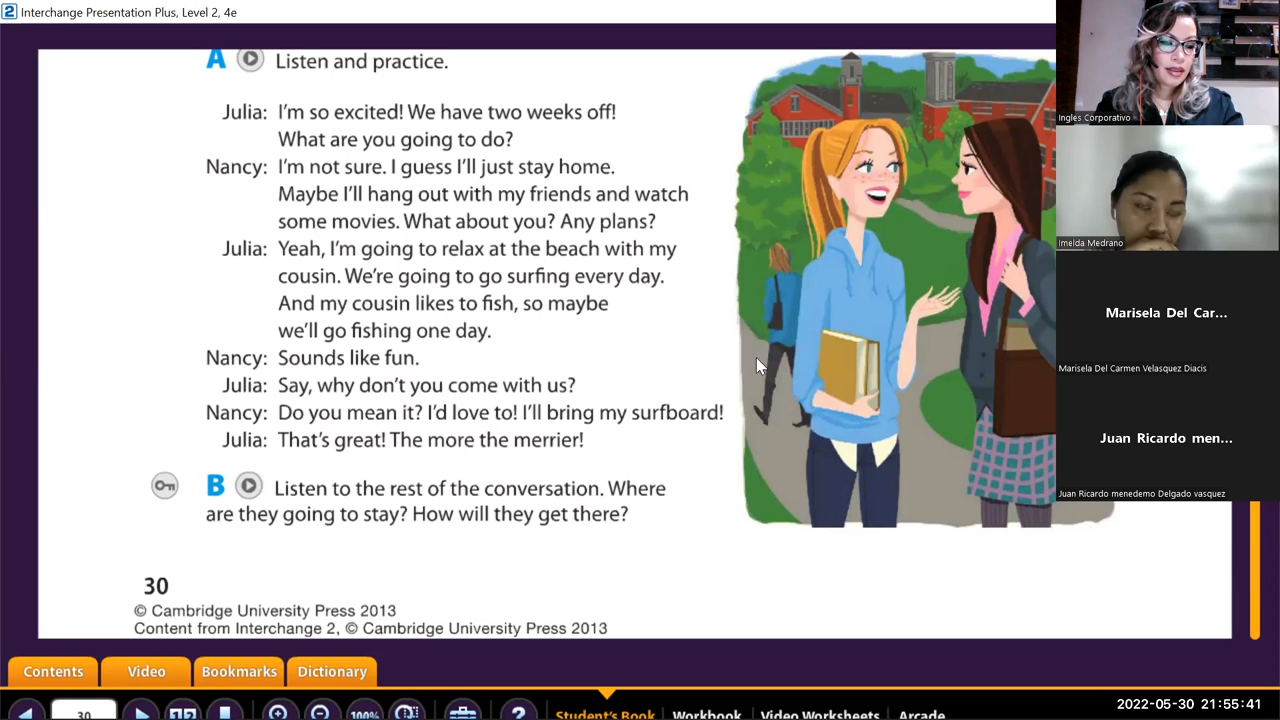 Interchange Presentation Plus, Level 2, 4e
A Listen and practice.
Julia: I'm so excited! We have two weeks off!
What are you going to do?
Nancy: I'm not sure. I guess I'll just stay home.
Maybe I'll hang out with my friends and watch
some movies. What about you? Any plans?
Julia: Yeah, I'm going to relax at the beach with my
cousin. We're going to go surfing every day.
And my cousin likes to fish, so maybe
we'll go fishing one day.
Nancy: Sounds like fun.
Julia: Say, why don't you come with us?
Nancy: Do you mean it? I'd love to! I'll bring my surfboard!
Julia: That's great! The more the merrier!
B Listen to the rest of the conversation. Where
are they going to stay? How will they get there?
30
© Cambridge University Press 2013
Content from Interchange 2, © Cambridge University Press 2013
Ingles Corporativo
Imelda Medrano
Marisela Del Car...
Marisela Del Carmen Velasquez Diacis
Juan Ricardo men...
Juan Ricardo menedemo Delgado vasquez
Contents Video Bookmarks Dictionary
30 100% Student's Book Workbook Video Worksheets Arcade
2022-05-30 21:55:41